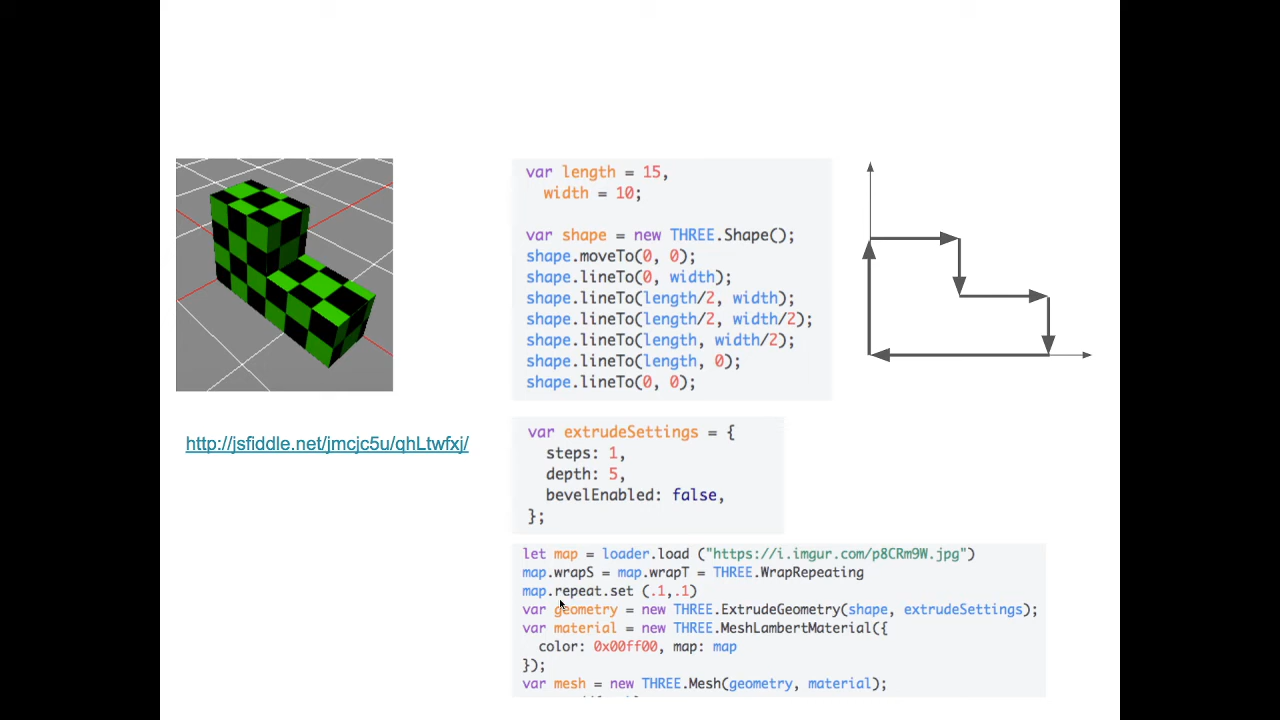 var length = 15,
width = 10;
var shape = new THREE.Shape();
shape.moveTo(0, 0);
shape.lineTo(0, width);
shape.lineTo(length/2, width);
shape.lineTo(length/2, width/2);
shape.lineTo(length, width/2);
shape.lineTo(length, 0);
shape.lineTo(0, 0);
http://jsfiddle.net/jmcjc5u/qhLtwfxj/
var extrudeSettings = {
steps: 1,
depth: 5,
bevelEnabled: false,
};
let map = loader.load ("https://i.imgur.com/p8CRm9W.jpg")
map.wrapS = map.wrapT = THREE.WrapRepeating
map.repeat.set (.1,.1)
var geometry = new THREE.ExtrudeGeometry(shape, extrudeSettings);
var material = new THREE.MeshLambertMaterial({
color: 0x00ff00, map: map
});
var mesh = new THREE.Mesh(geometry, material);